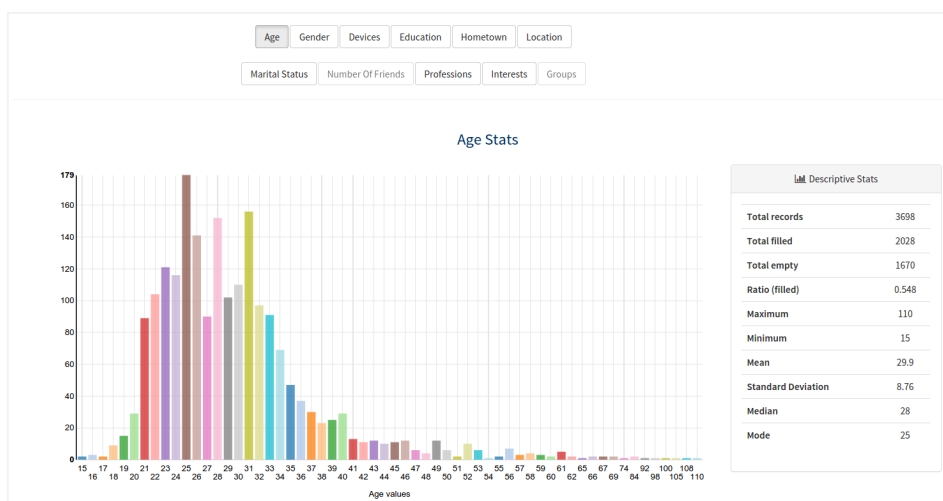 Age Gender Devices Education Hometown Location
Marital Status Number Of Friends Professions Interests Groups
Age Stats
179
160
140
120
100
80
60
40
20
0
15 17 19 21 23 25 27 29 31 33 35 37 39 41 43 45 47 49 51 53 55 57 59 61 65 67 74 92 100 108
16 18 20 22 24 26 28 30 32 34 36 38 40 42 44 46 48 50 52 54 56 58 60 62 66 69 84 98 105 110
Age values
Descriptive Stats
Total records 3698
Total filled 2028
Total empty 1670
Ratio (filled) 0.548
Maximum 110
Minimum 15
Mean 29.9
Standard Deviation 8.76
Median 28
Mode 25